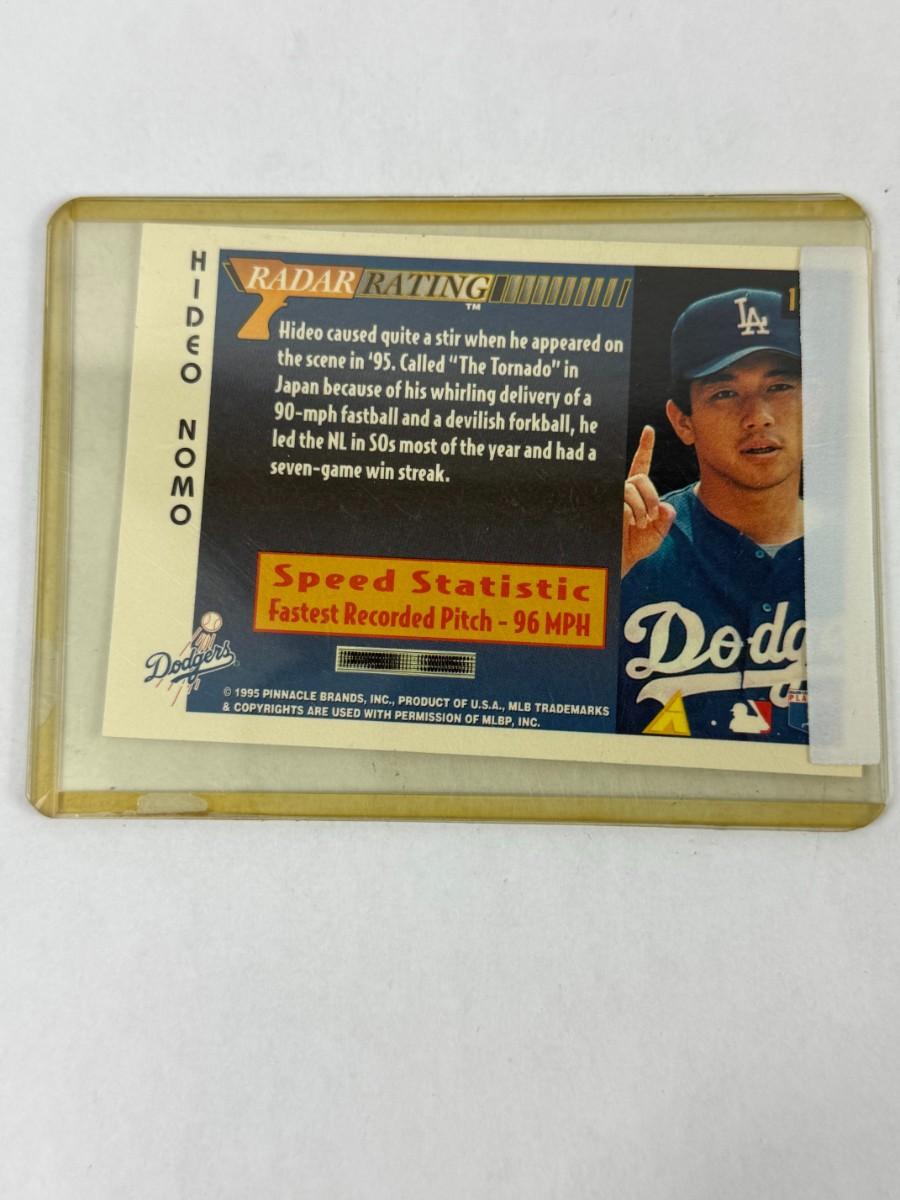 HIDEO NOMO
RADAR RATING™
Hideo caused quite a stir when he appeared on
the scene in '95. Called "The Tornado" in
Japan because of his whirling delivery of a
90-mph fastball and a devilish forkball, he
led the NL in SOs most of the year and had a
seven-game win streak.
Speed Statistic
Fastest Recorded Pitch - 96 MPH
Dodgers
© 1995 PINNACLE BRANDS, INC., PRODUCT OF U.S.A., MLB TRADEMARKS
& COPYRIGHTS ARE USED WITH PERMISSION OF MLBP, INC.
LA
Dodg